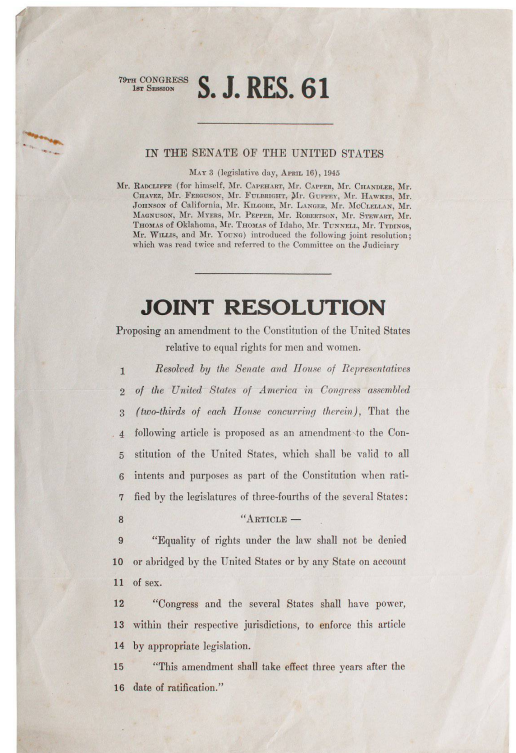 79TH CONGRESS
1ST SESSION
S. J. RES. 61
IN THE SENATE OF THE UNITED STATES
MAY 3 (legislative day, APRIL 16), 1945
Mr. RADCLIFFE (for himself, Mr. CAPEHART, Mr. CAPPER, Mr. CHANDLER, Mr.
CHAVEZ, Mr. FERGUSON, Mr. FULBRIGHT, Mr. GUFFEY, Mr. HAWKES, Mr.
JOHNSON of California, Mr. KILGORE, Mr. LANGER, Mr. MCCLELLAN, Mr.
MAGNUSON, Mr. MYERS, Mr. PEPPER, Mr. ROBERTSON, Mr. STEWART, Mr.
THOMAS of Oklahoma, Mr. THOMAS of Idaho, Mr. TUNNELL, Mr. TYDINGS,
Mr. WILLIS, and Mr. YOUNG) introduced the following joint resolution;
which was read twice and referred to the Committee on the Judiciary
JOINT RESOLUTION
Proposing an amendment to the Constitution of the United States
relative to equal rights for men and women.
1 Resolved by the Senate and House of Representatives
2 of the United States of America in Congress assembled
3 (two-thirds of each House concurring therein), That the
4 following article is proposed as an amendment to the Con-
5 stitution of the United States, which shall be valid to all
6 intents and purposes as part of the Constitution when rati-
7 fied by the legislatures of three-fourths of the several States:
8 "ARTICLE —
9 "Equality of rights under the law shall not be denied
10 or abridged by the United States or by any State on account
11 of sex.
12 "Congress and the several States shall have power,
13 within their respective jurisdictions, to enforce this article
14 by appropriate legislation.
15 "This amendment shall take effect three years after the
16 date of ratification."